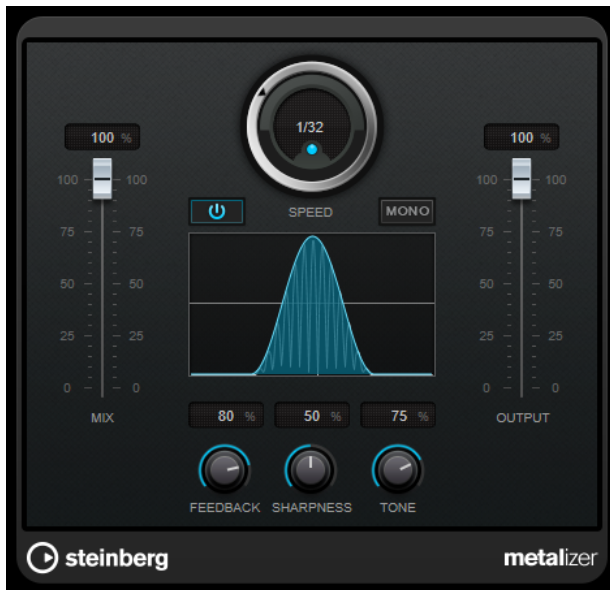 1/32
100 %
100 %
SPEED
MONO
100 100
75 75
50 50
25 25
0 0
MIX
100 100
75 75
50 50
25 25
0 0
OUTPUT
80 %
50 %
75 %
FEEDBACK
SHARPNESS
TONE
steinberg
metalizer